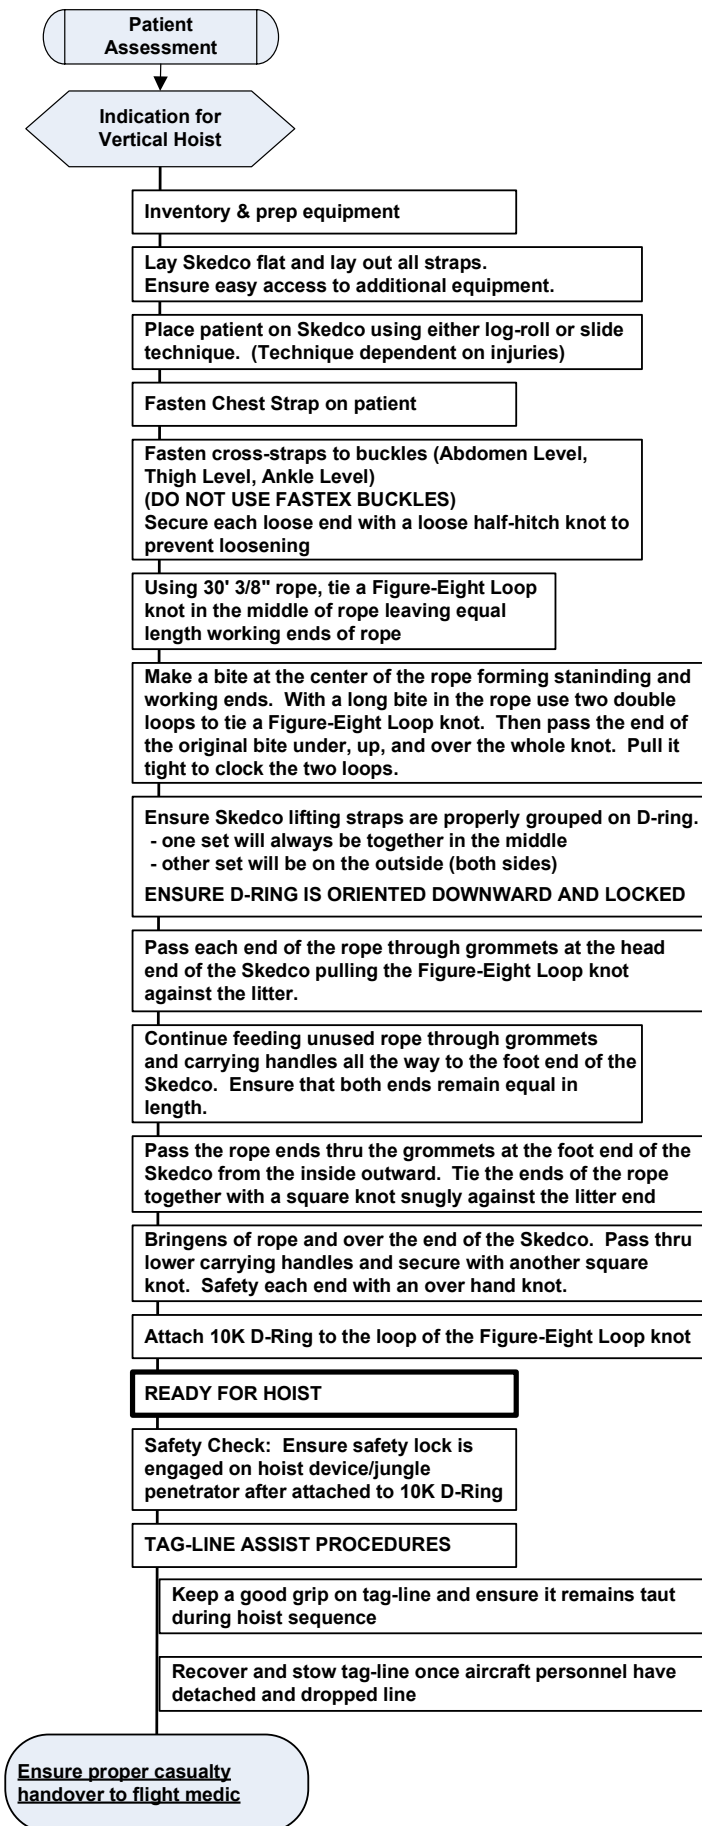 Patient
Assessment
Indication for
Vertical Hoist
Inventory & prep equipment
Lay Skedco flat and lay out all straps.
Ensure easy access to additional equipment.
Place patient on Skedco using either log-roll or slide
technique.  (Technique dependent on injuries)
Fasten Chest Strap on patient
Fasten cross-straps to buckles (Abdomen Level,
Thigh Level, Ankle Level)
(DO NOT USE FASTEX BUCKLES)
Secure each loose end with a loose half-hitch knot to
prevent loosening
Using 30' 3/8" rope, tie a Figure-Eight Loop
knot in the middle of rope leaving equal
length working ends of rope
Make a bite at the center of the rope forming staninding and
working ends.  With a long bite in the rope use two double
loops to tie a Figure-Eight Loop knot.  Then pass the end of
the original bite under, up, and over the whole knot.  Pull it
tight to clock the two loops.
Ensure Skedco lifting straps are properly grouped on D-ring.
- one set will always be together in the middle
- other set will be on the outside (both sides)
ENSURE D-RING IS ORIENTED DOWNWARD AND LOCKED
Pass each end of the rope through grommets at the head
end of the Skedco pulling the Figure-Eight Loop knot
against the litter.
Continue feeding unused rope through grommets
and carrying handles all the way to the foot end of the
Skedco.  Ensure that both ends remain equal in
length.
Pass the rope ends thru the grommets at the foot end of the
Skedco from the inside outward.  Tie the ends of the rope
together with a square knot snugly against the litter end
Bringens of rope and over the end of the Skedco.  Pass thru
lower carrying handles and secure with another square
knot.  Safety each end with an over hand knot.
Attach 10K D-Ring to the loop of the Figure-Eight Loop knot
READY FOR HOIST
Safety Check:  Ensure safety lock is
engaged on hoist device/jungle
penetrator after attached to 10K D-Ring
TAG-LINE ASSIST PROCEDURES
Keep a good grip on tag-line and ensure it remains taut
during hoist sequence
Recover and stow tag-line once aircraft personnel have
detached and dropped line
Ensure proper casualty
handover to flight medic